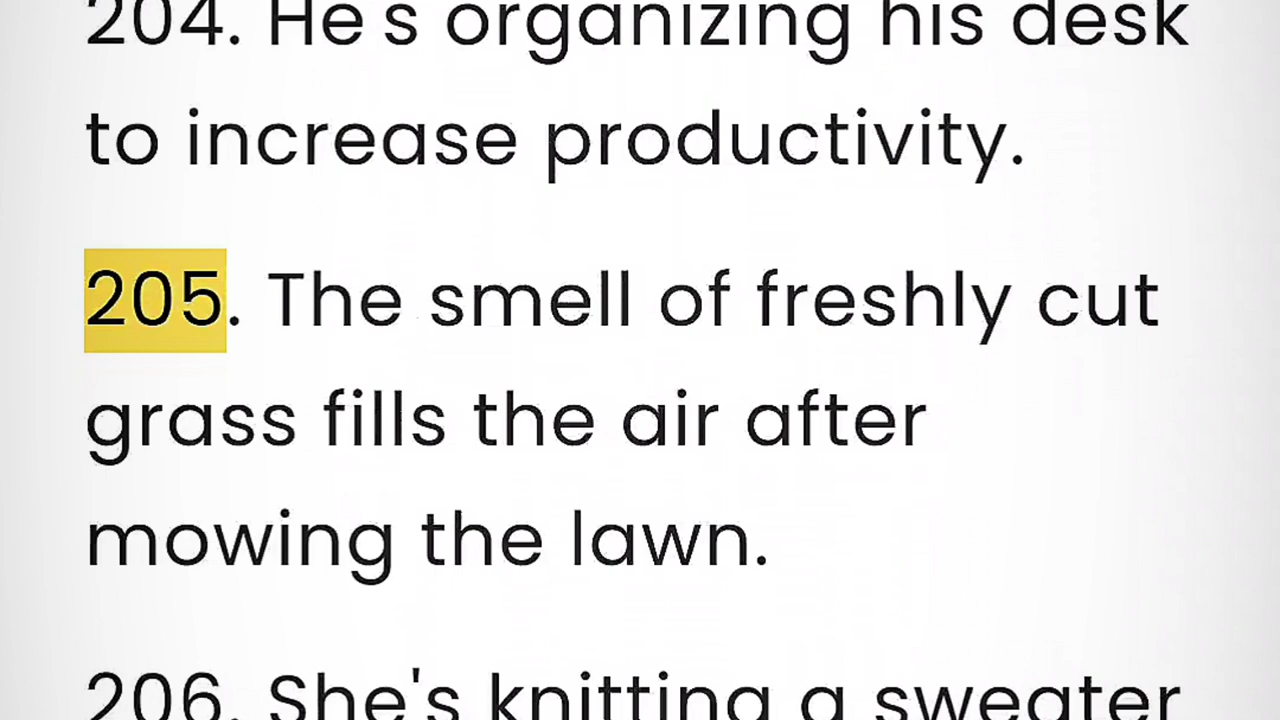 204. He's organizing his desk
to increase productivity.
205. The smell of freshly cut
grass fills the air after
mowing the lawn.
206. She's knitting a sweater